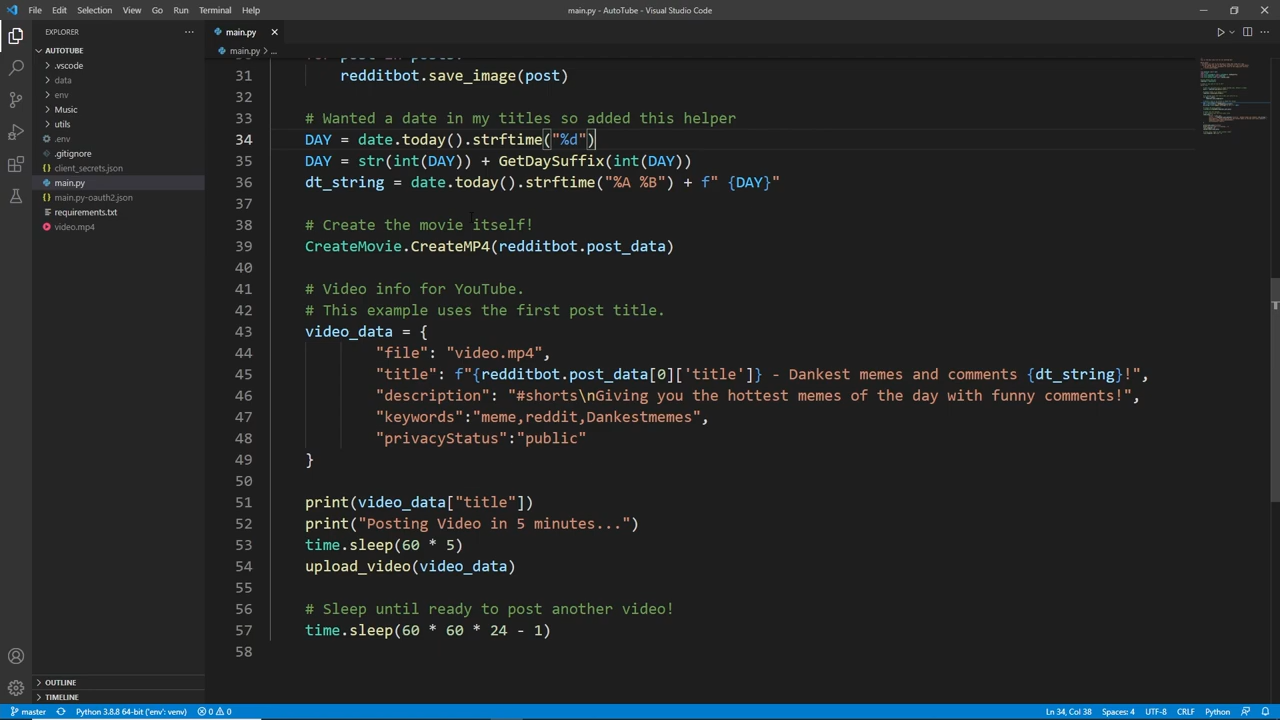 File Edit Selection View Go Run Terminal Help
main.py - AutoTube - Visual Studio Code
EXPLORER
AUTOTUBE
.vscode
data
env
Music
utils
.env
.gitignore
client_secrets.json
main.py
main.py-oauth2.json
requirements.txt
video.mp4
OUTLINE
TIMELINE
main.py
main.py > ...
for post in posts:
31 redditbot.save_image(post)
32
33 # Wanted a date in my titles so added this helper
34 DAY = date.today().strftime("%d")
35 DAY = str(int(DAY)) + GetDaySuffix(int(DAY))
36 dt_string = date.today().strftime("%A %B") + f" {DAY}"
37
38 # Create the movie itself!
39 CreateMovie.CreateMP4(redditbot.post_data)
40
41 # Video info for YouTube.
42 # This example uses the first post title.
43 video_data = {
44 "file": "video.mp4",
45 "title": f"{redditbot.post_data[0]['title']} - Dankest memes and comments {dt_string}!",
46 "description": "#shorts\nGiving you the hottest memes of the day with funny comments!",
47 "keywords":"meme,reddit,Dankestmemes",
48 "privacyStatus":"public"
49 }
50
51 print(video_data["title"])
52 print("Posting Video in 5 minutes...")
53 time.sleep(60 * 5)
54 upload_video(video_data)
55
56 # Sleep until ready to post another video!
57 time.sleep(60 * 60 * 24 - 1)
58
master Python 3.8.8 64-bit ('env': venv) 0 0 Ln 34, Col 38 Spaces: 4 UTF-8 CRLF Python